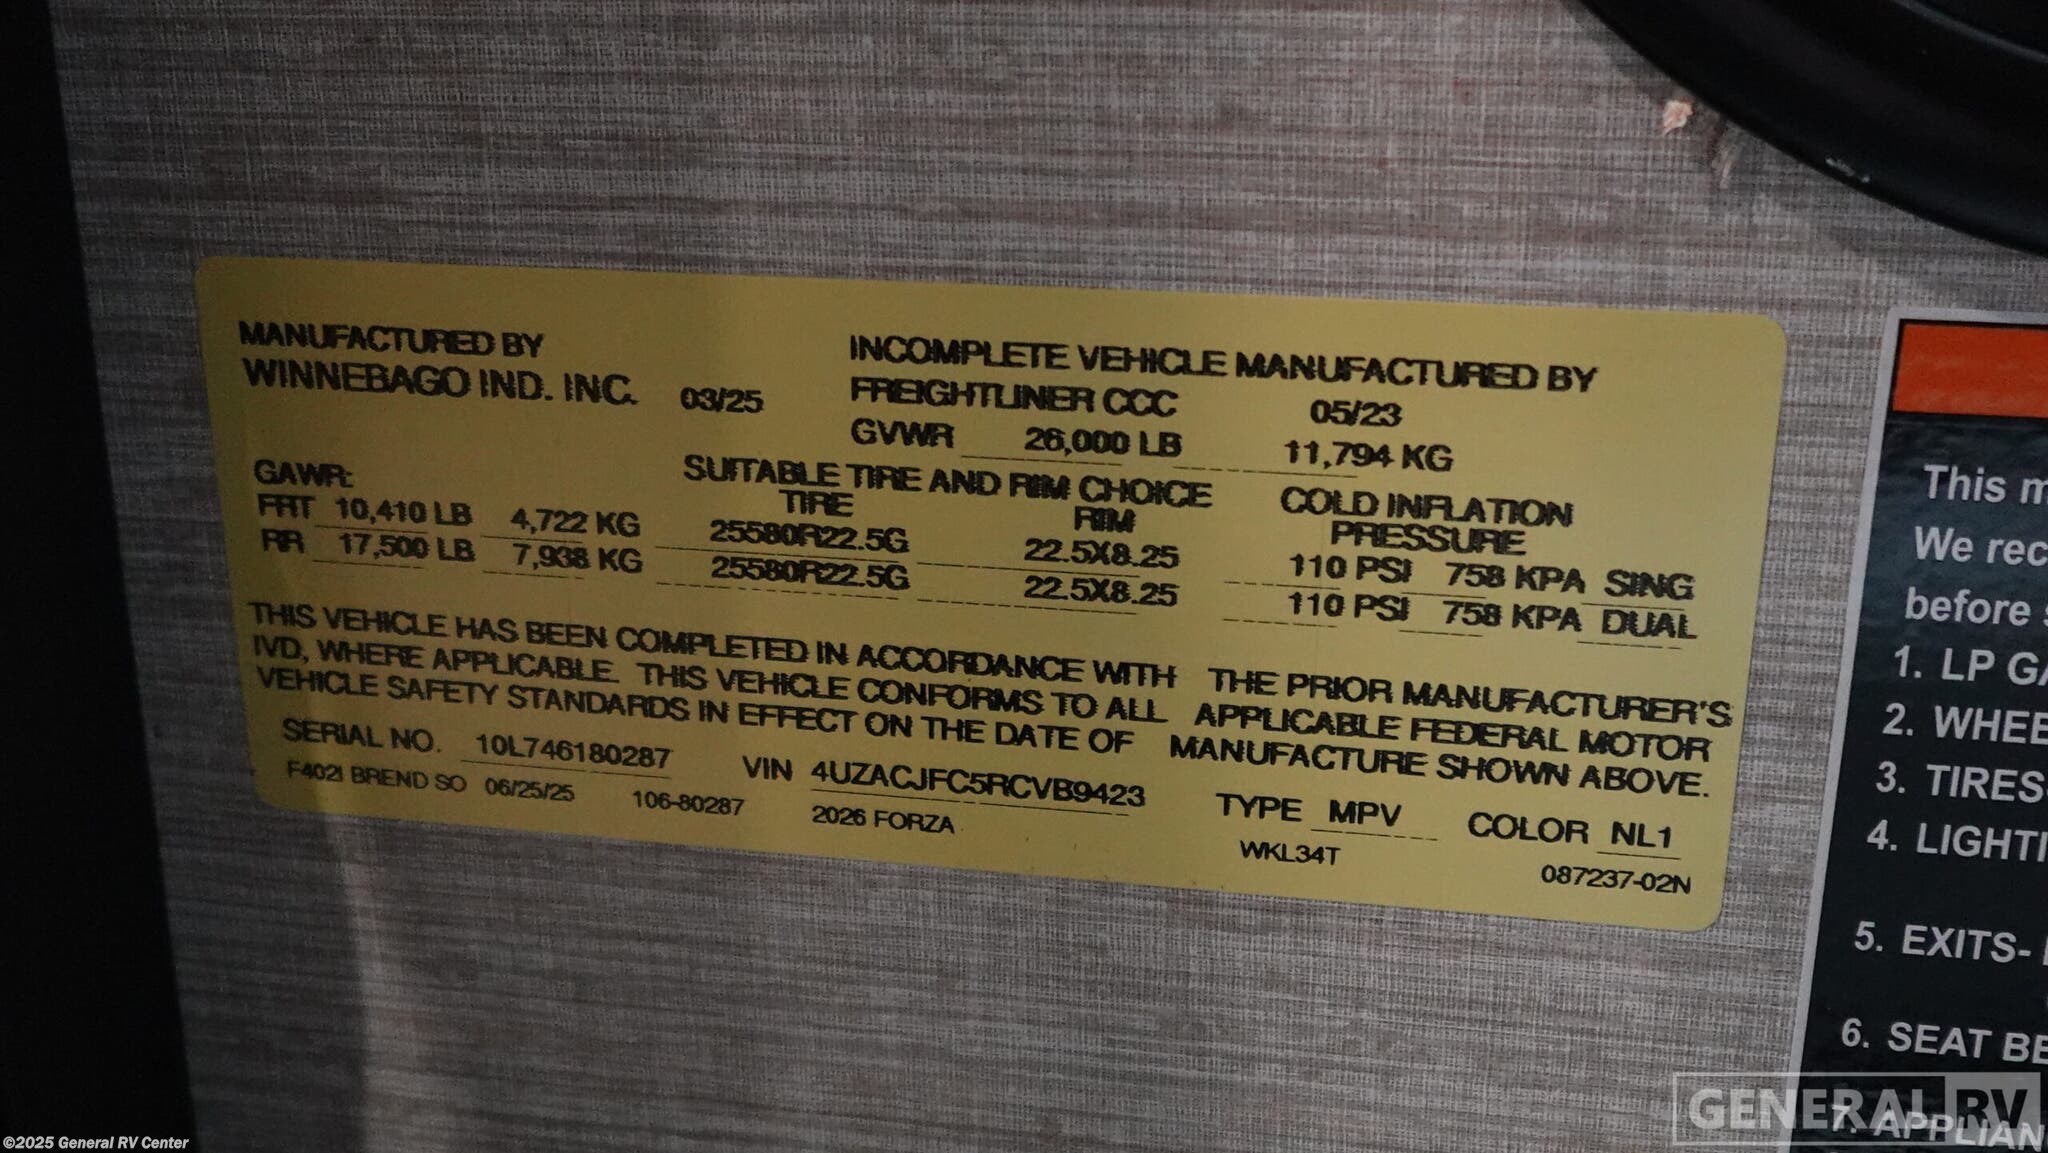 MANUFACTURED BY
WINNEBAGO IND. INC. 03/25
INCOMPLETE VEHICLE MANUFACTURED BY
FREIGHTLINER CCC 05/23
GVWR 26,000 LB 11,794 KG
GAWR:
SUITABLE TIRE AND RIM CHOICE
TIRE RIM
COLD INFLATION
PRESSURE
FRT 10,410 LB 4,722 KG 25580R22.5G 22.5X8.25 110 PSI 758 KPA SING
RR 17,500 LB 7,938 KG 25580R22.5G 22.5X8.25 110 PSI 758 KPA DUAL
THIS VEHICLE HAS BEEN COMPLETED IN ACCORDANCE WITH THE PRIOR MANUFACTURER'S
IVD, WHERE APPLICABLE. THIS VEHICLE CONFORMS TO ALL APPLICABLE FEDERAL MOTOR
VEHICLE SAFETY STANDARDS IN EFFECT ON THE DATE OF MANUFACTURE SHOWN ABOVE.
SERIAL NO. 10L746180287 VIN 4UZACJFC5RCVB9423 TYPE MPV COLOR NL1
F402I BREND SO 06/25/25 106-80287 2026 FORZA WKL34T 087237-02N
This
We
before
1. LP
2.
3. TIRES
4.
5. EXITS-
6. SEAT
7.
GENERAL RV
©2025 General RV Center